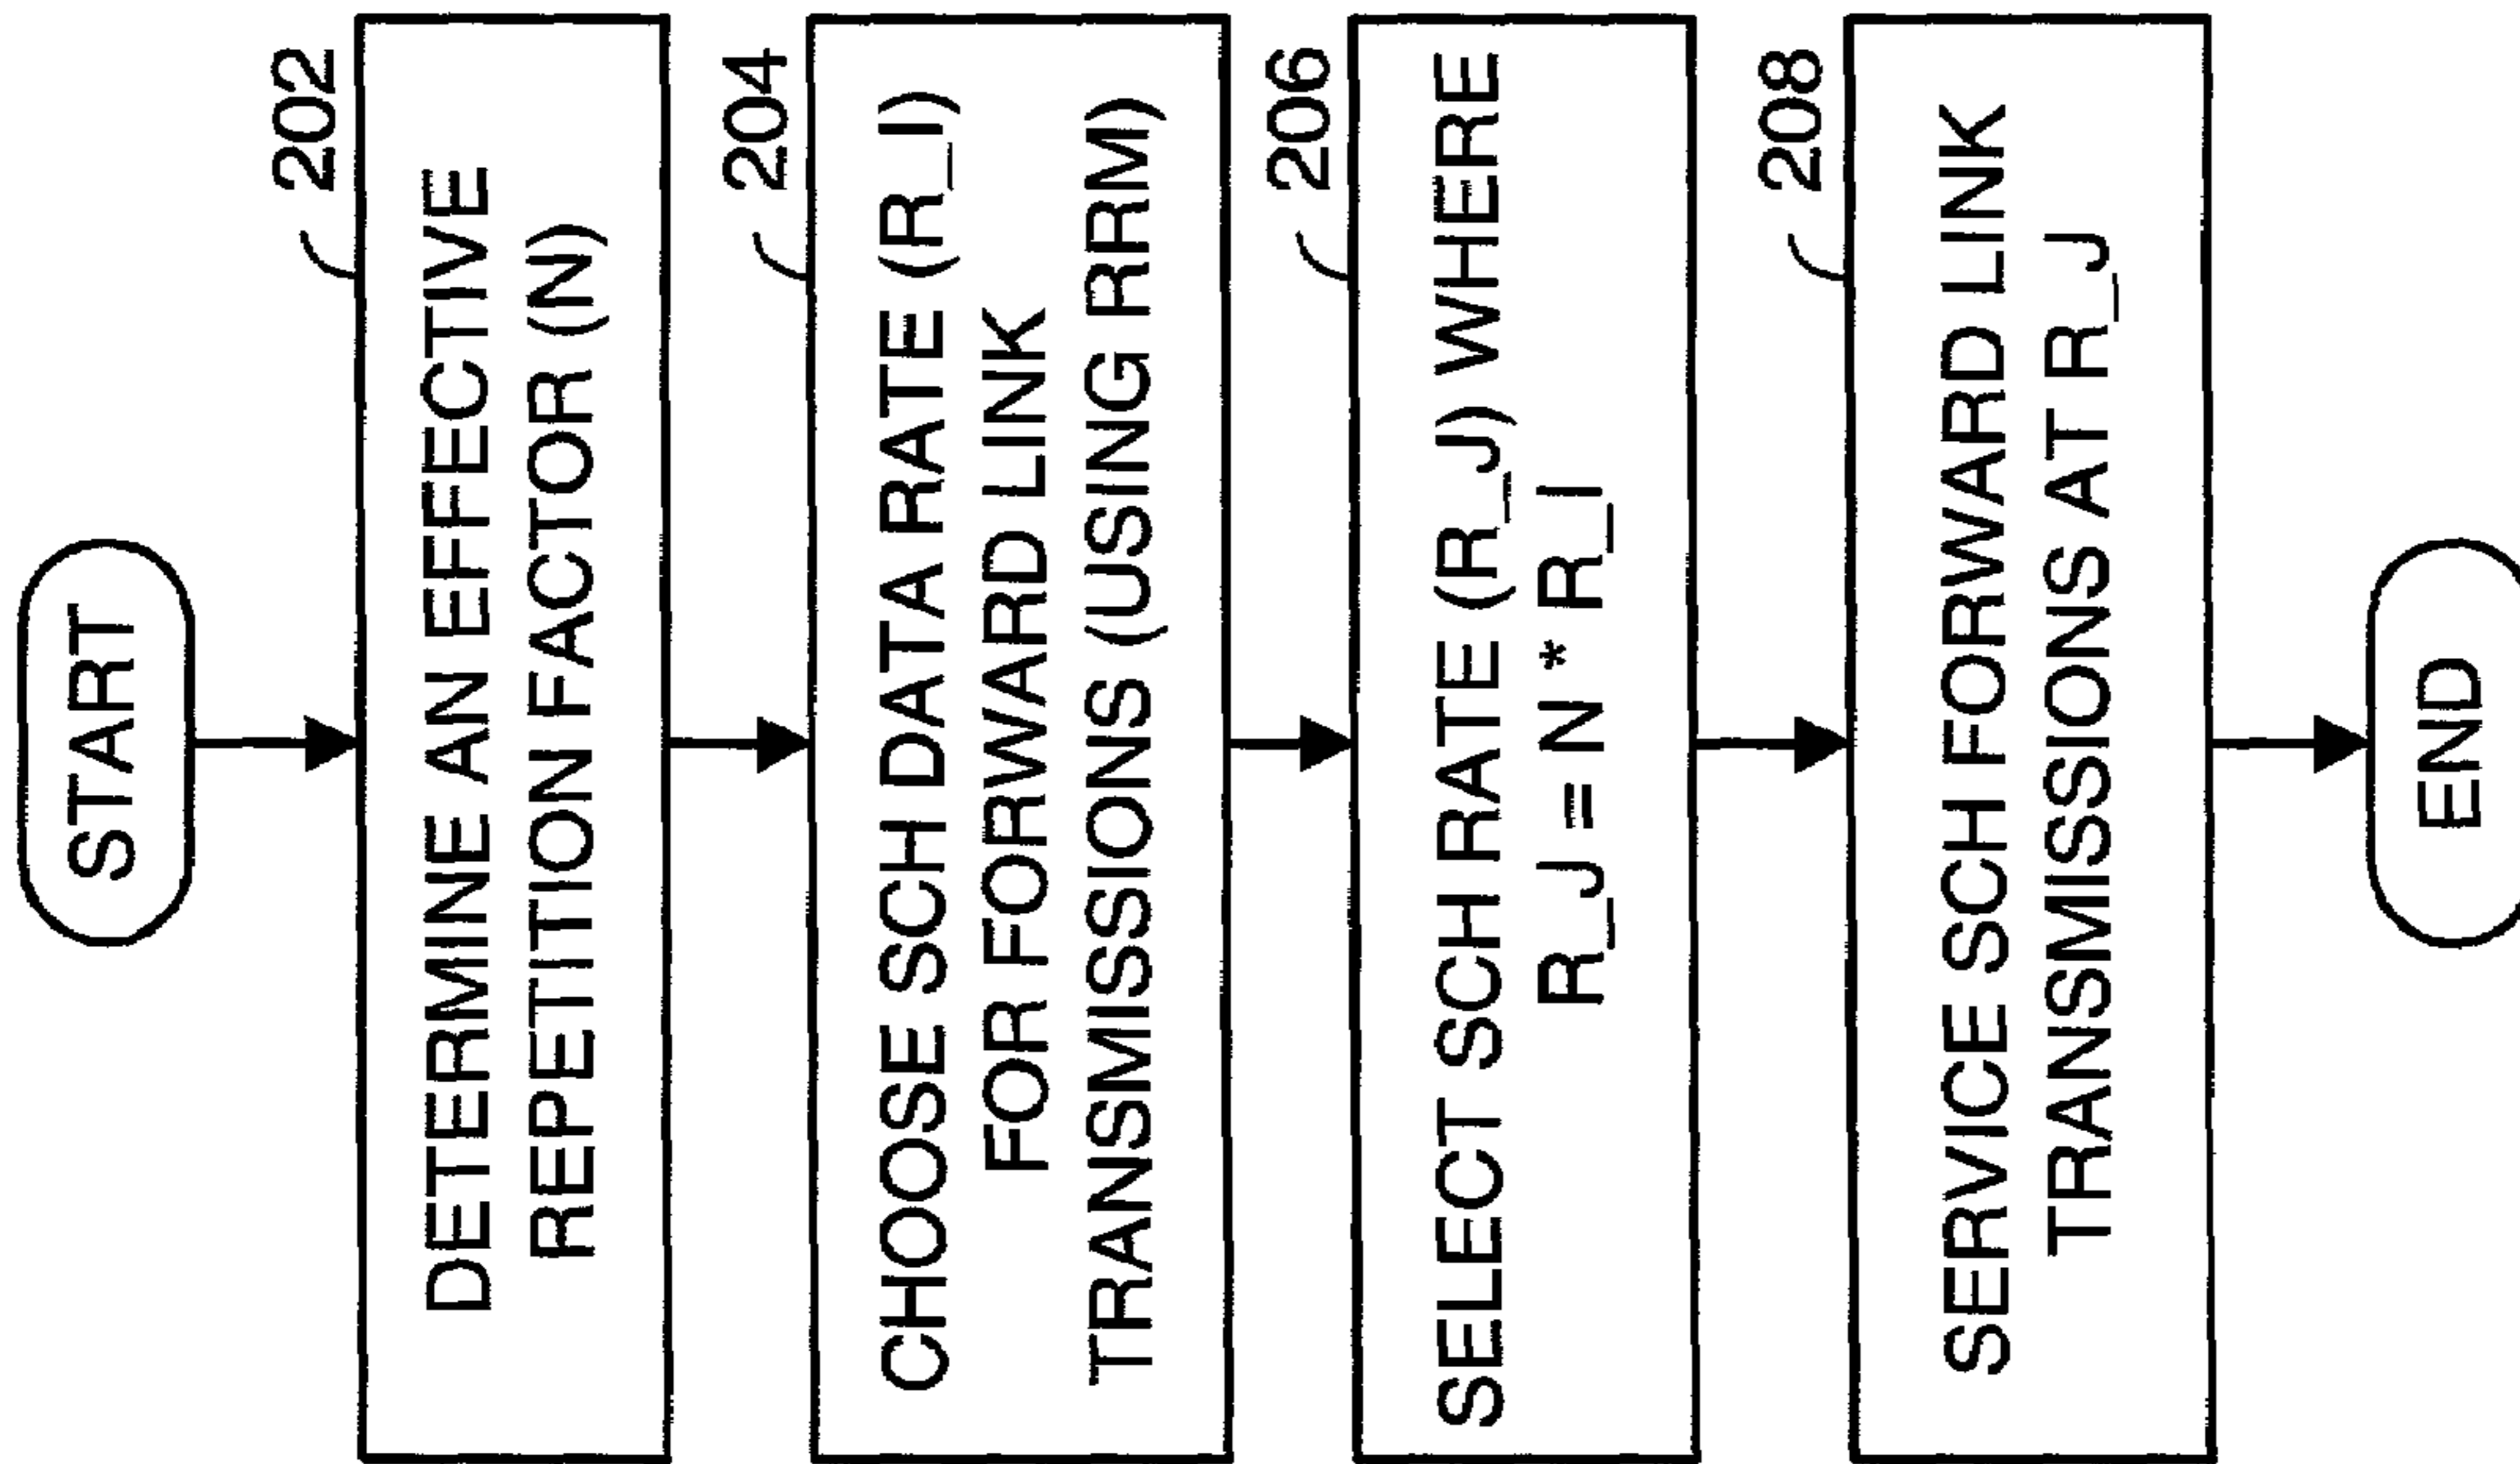 START
202
DETERMINE AN EFFECTIVE
REPETITION FACTOR (N)
204
CHOOSE SCH DATA RATE (R_I)
FOR FORWARD LINK
TRANSMISSIONS (USING RRM)
206
SELECT SCH RATE (R_J) WHERE
R_J = N * R_I
208
SERVICE SCH FORWARD LINK
TRANSMISSIONS AT R_J
END